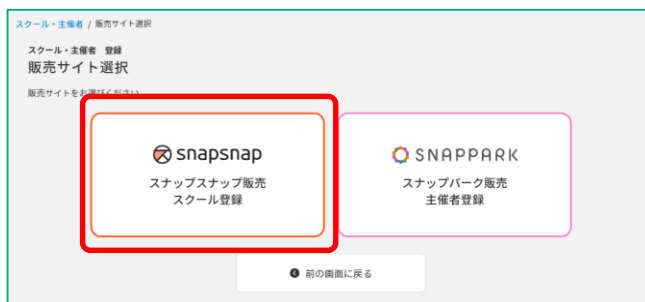 スクール・主催者 / 販売サイト選択
スクール・主催者 登録
販売サイト選択
販売サイトをお選びください
snapsnap
スナップスナップ販売
スクール登録
SNAPPARK
スナップパーク販売
主催者登録
前の画面に戻る